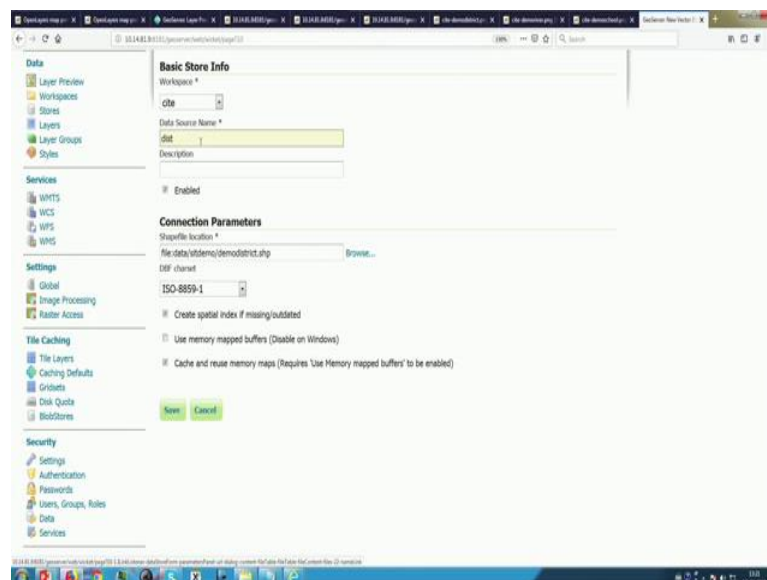 Data
Layer Preview
Workspaces
Stores
Layers
Layer Groups
Styles
Services
WMTS
WCS
WFS
WMS
Settings
Global
Image Processing
Raster Access
Tile Caching
Tile Layers
Caching Defaults
Gridsets
Disk Quota
BlobStores
Security
Settings
Authentication
Passwords
Users, Groups, Roles
Data
Services
Basic Store Info
Workspace *
cite
Data Source Name *
dist
Description
Enabled
Connection Parameters
Shapefile location *
file:data/sitdemo/demodistrict.shp Browse...
DBF charset
ISO-8859-1
Create spatial index if missing/outdated
Use memory mapped buffers (Disable on Windows)
Cache and reuse memory maps (Requires 'Use Memory mapped buffers' to be enabled)
Save Cancel